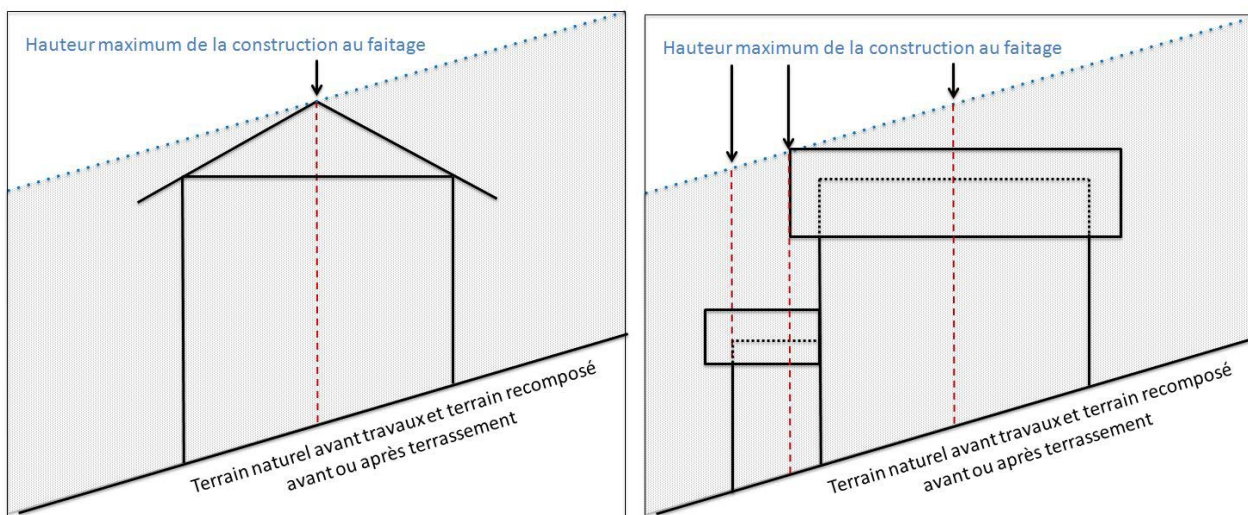 Hauteur maximum de la construction au faitage
Terrain naturel avant travaux et terrain recomposé
avant ou après terrassement
Hauteur maximum de la construction au faitage
Terrain naturel avant travaux et terrain recomposé
avant ou après terrassement